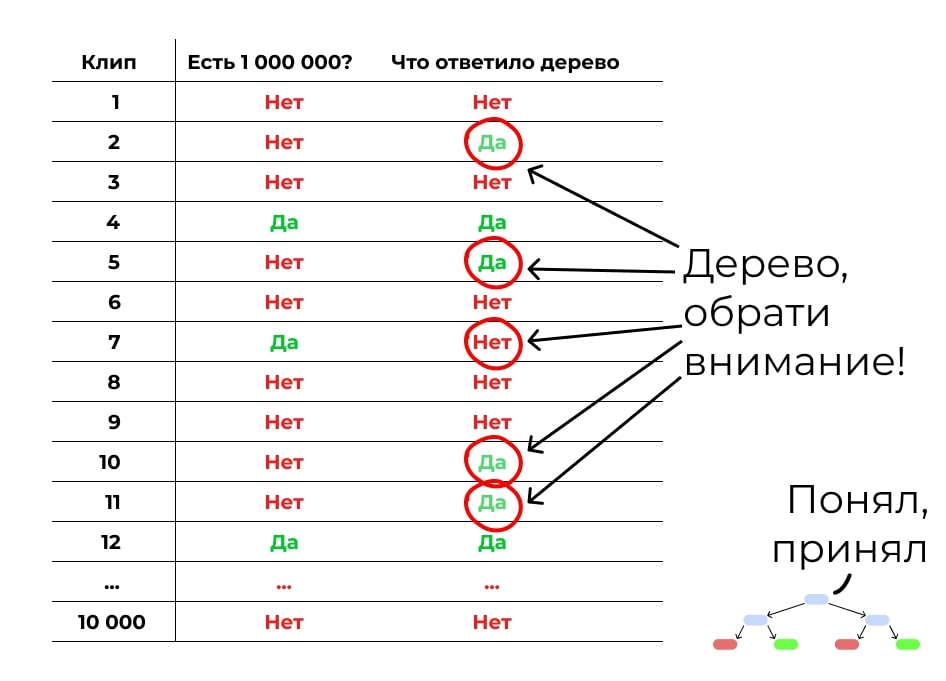 Клип Есть 1 000 000? Что ответило дерево
1 Нет Нет
2 Нет Да
3 Нет Нет
4 Да Да
5 Нет Да
6 Нет Нет
7 Да Нет
8 Нет Нет
9 Нет Нет
10 Нет Да
11 Нет Да
12 Да Да
... ... ...
10 000 Нет Нет
Дерево,
обрати
внимание!
Понял,
принял